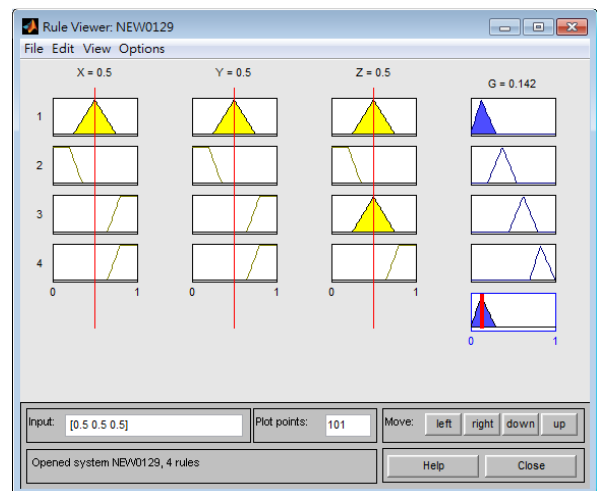 Rule Viewer: NEW0129
File Edit View Options
X = 0.5 Y = 0.5 Z = 0.5 G = 0.142
1
2
3
4
0 1 0 1 0 1
0 1
Input: [0.5 0.5 0.5] Plot points: 101 Move: left right down up
Opened system NEW0129, 4 rules Help Close